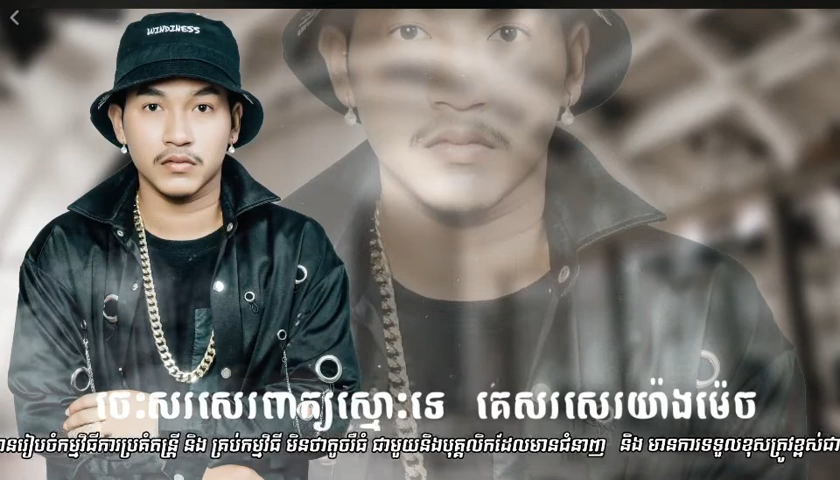 WINDINESS
ចេះសរសេរពាក្យស្មោះទេ គេសរសេរយ៉ាងម៉េច
រៀបចំកម្មវិធីការប្រគំតន្ត្រី និង គ្រប់កម្មវិធី មិនថាតូចរឺធំ ជាមួយនិងបុគ្គលិកដែលមានជំនាញ និង មានការទទួលខុសត្រូវខ្ពស់ជា